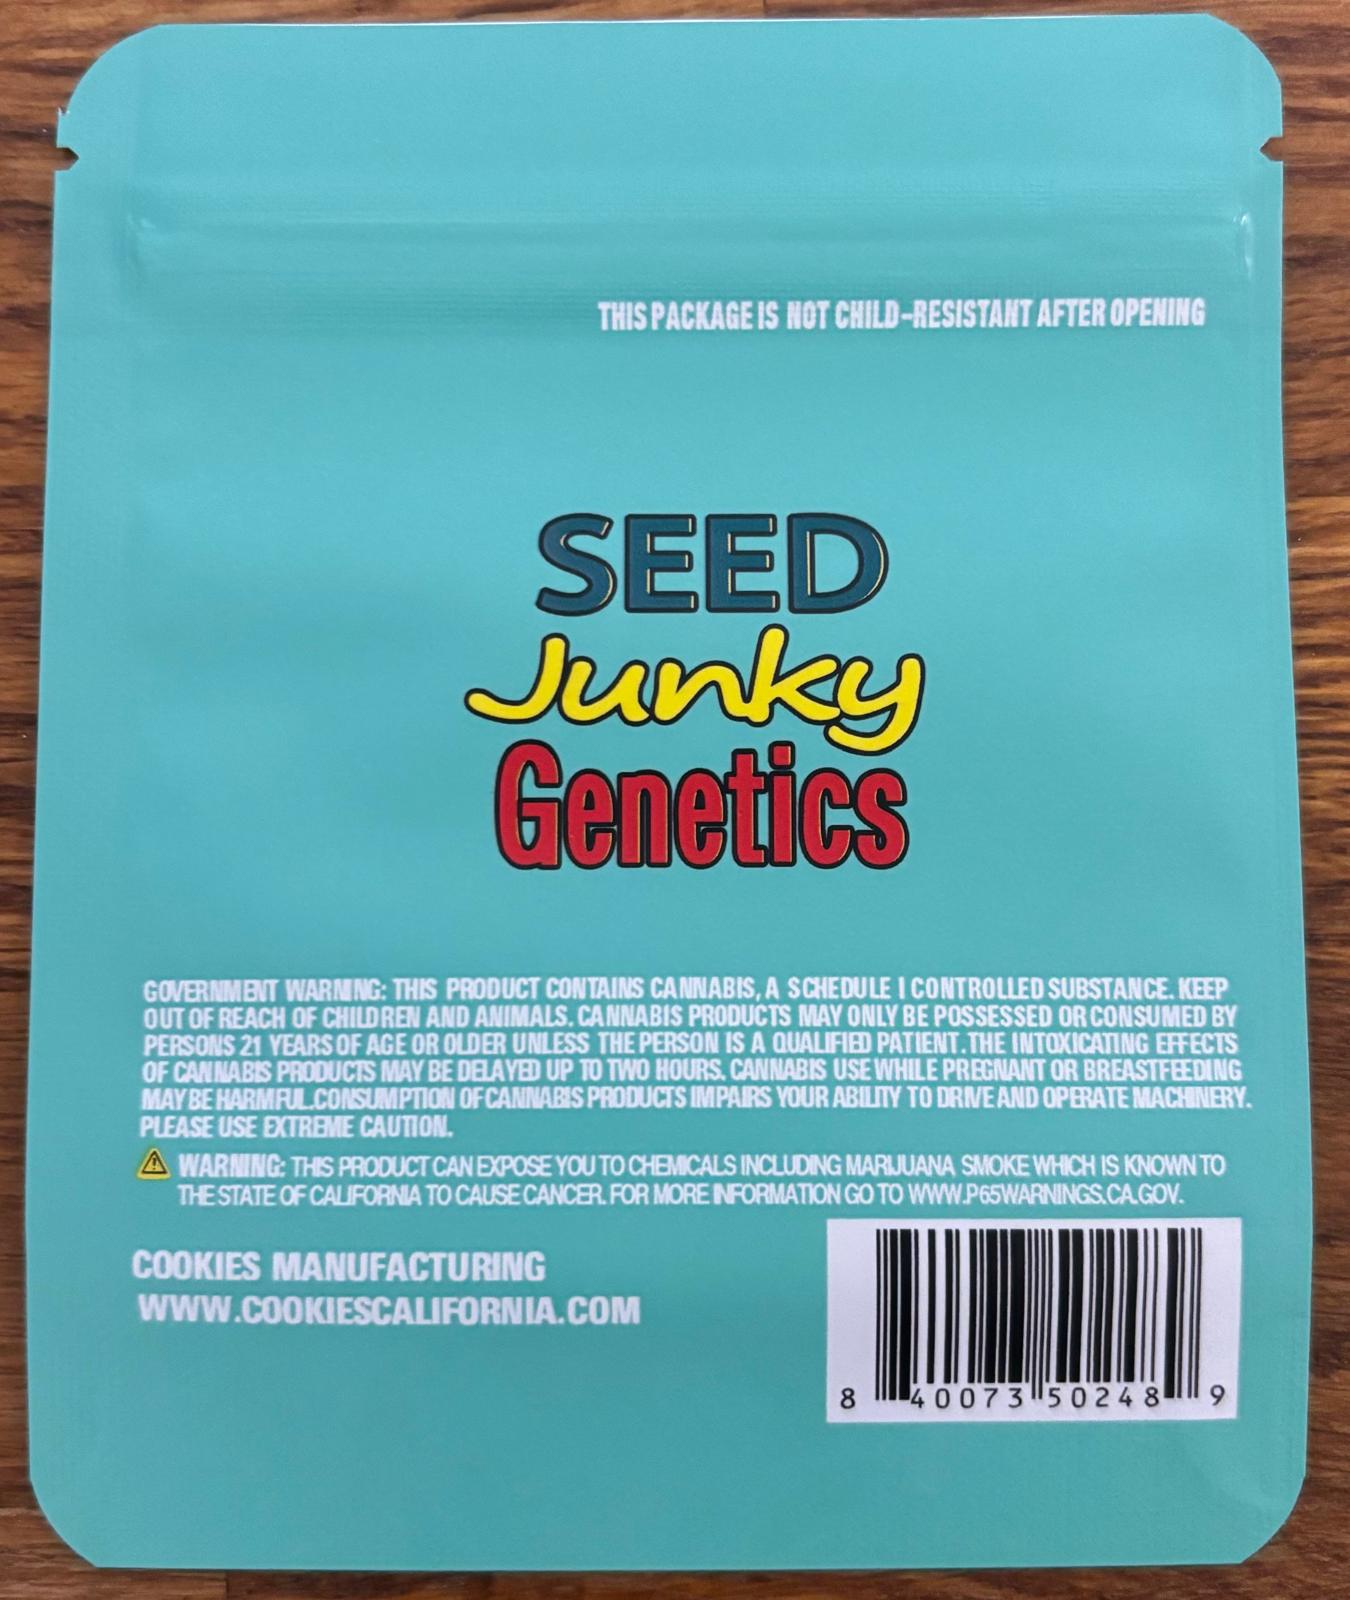 THIS PACKAGE IS NOT CHILD-RESISTANT AFTER OPENING
SEED
Junky
Genetics
GOVERNMENT WARNING: THIS PRODUCT CONTAINS CANNABIS, A SCHEDULE I CONTROLLED SUBSTANCE. KEEP
OUT OF REACH OF CHILDREN AND ANIMALS. CANNABIS PRODUCTS MAY ONLY BE POSSESSED OR CONSUMED BY
PERSONS 21 YEARS OF AGE OR OLDER UNLESS THE PERSON IS A QUALIFIED PATIENT. THE INTOXICATING EFFECTS
OF CANNABIS PRODUCTS MAY BE DELAYED UP TO TWO HOURS. CANNABIS USE WHILE PREGNANT OR BREASTFEEDING
MAY BE HARMFUL.CONSUMPTION OF CANNABIS PRODUCTS IMPAIRS YOUR ABILITY TO DRIVE AND OPERATE MACHINERY.
PLEASE USE EXTREME CAUTION.
WARNING: THIS PRODUCT CAN EXPOSE YOU TO CHEMICALS INCLUDING MARIJUANA SMOKE WHICH IS KNOWN TO
THE STATE OF CALIFORNIA TO CAUSE CANCER. FOR MORE INFORMATION GO TO WWW.P65WARNINGS.CA.GOV.
COOKIES MANUFACTURING
WWW.COOKIESCALIFORNIA.COM
8 40073 50248 9